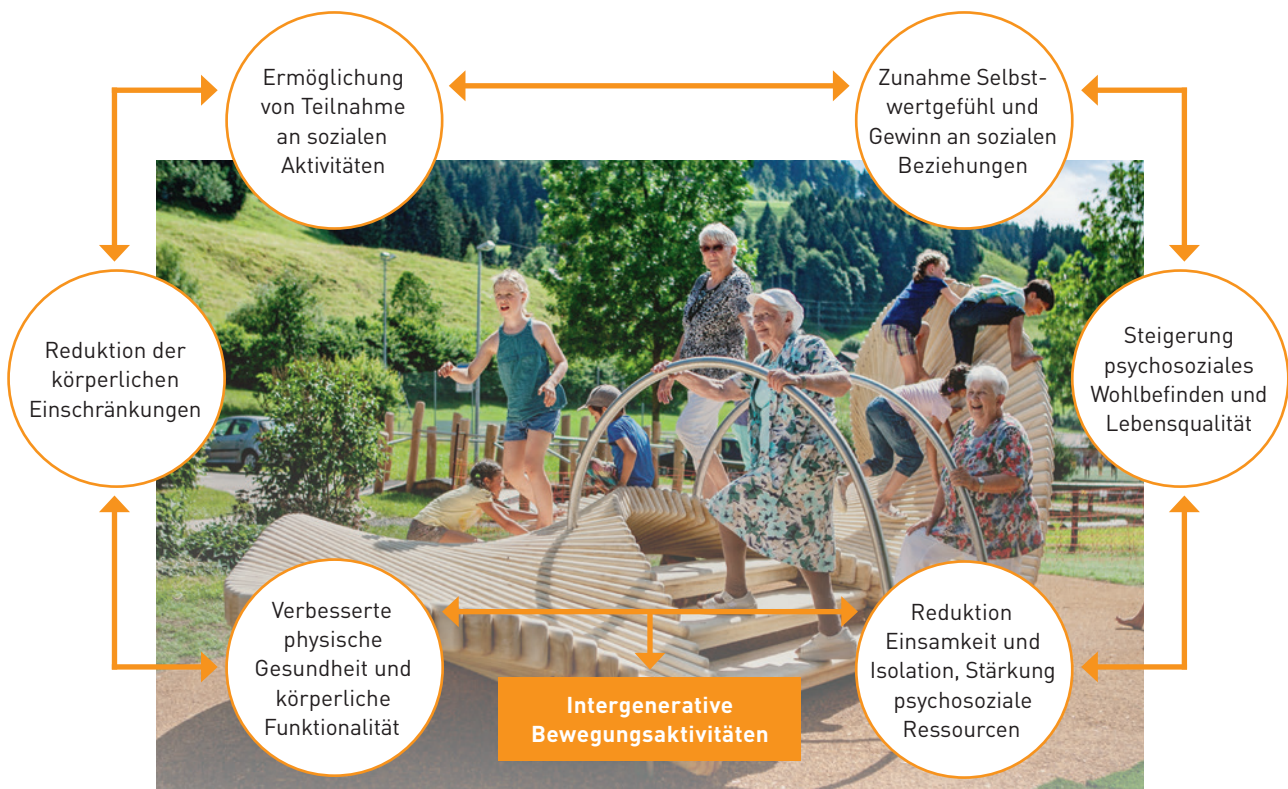 Ermöglichung
von Teilnahme
an sozialen
Aktivitäten
Zunahme Selbst-
wertgefühl und
Gewinn an sozialen
Beziehungen
Reduktion der
körperlichen
Einschränkungen
Steigerung
psychosoziales
Wohlbefinden und
Lebensqualität
Verbesserte
physische
Gesundheit und
körperliche
Funktionalität
Intergenerative
Bewegungsaktivitäten
Reduktion
Einsamkeit und
Isolation, Stärkung
psychosoziale
Ressourcen